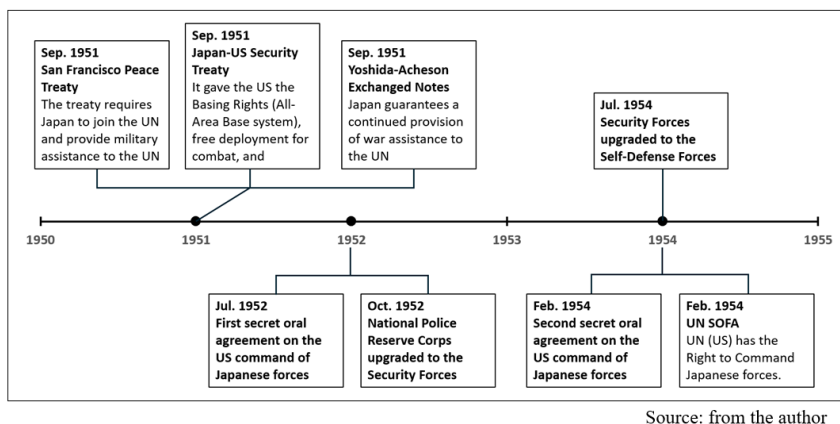 Sep. 1951
San Francisco Peace
Treaty
The treaty requires
Japan to join the UN
and provide military
assistance to the UN
Sep. 1951
Japan-US Security
Treaty
It gave the US the
Basing Rights (All-
Area Base system),
free deployment for
combat, and
Sep. 1951
Yoshida-Acheson
Exchanged Notes
Japan guarantees a
continued provision
of war assistance to
the UN
Jul. 1954
Security Forces
upgraded to the
Self-Defense Forces
1950
1951
1952
1953
1954
1955
Jul. 1952
First secret oral
agreement on the
US command of
Japanese forces
Oct. 1952
National Police
Reserve Corps
upgraded to the
Security Forces
Feb. 1954
Second secret oral
agreement on the
US command of
Japanese forces
Feb. 1954
UN SOFA
UN (US) has the
Right to Command
Japanese forces.
Source: from the author